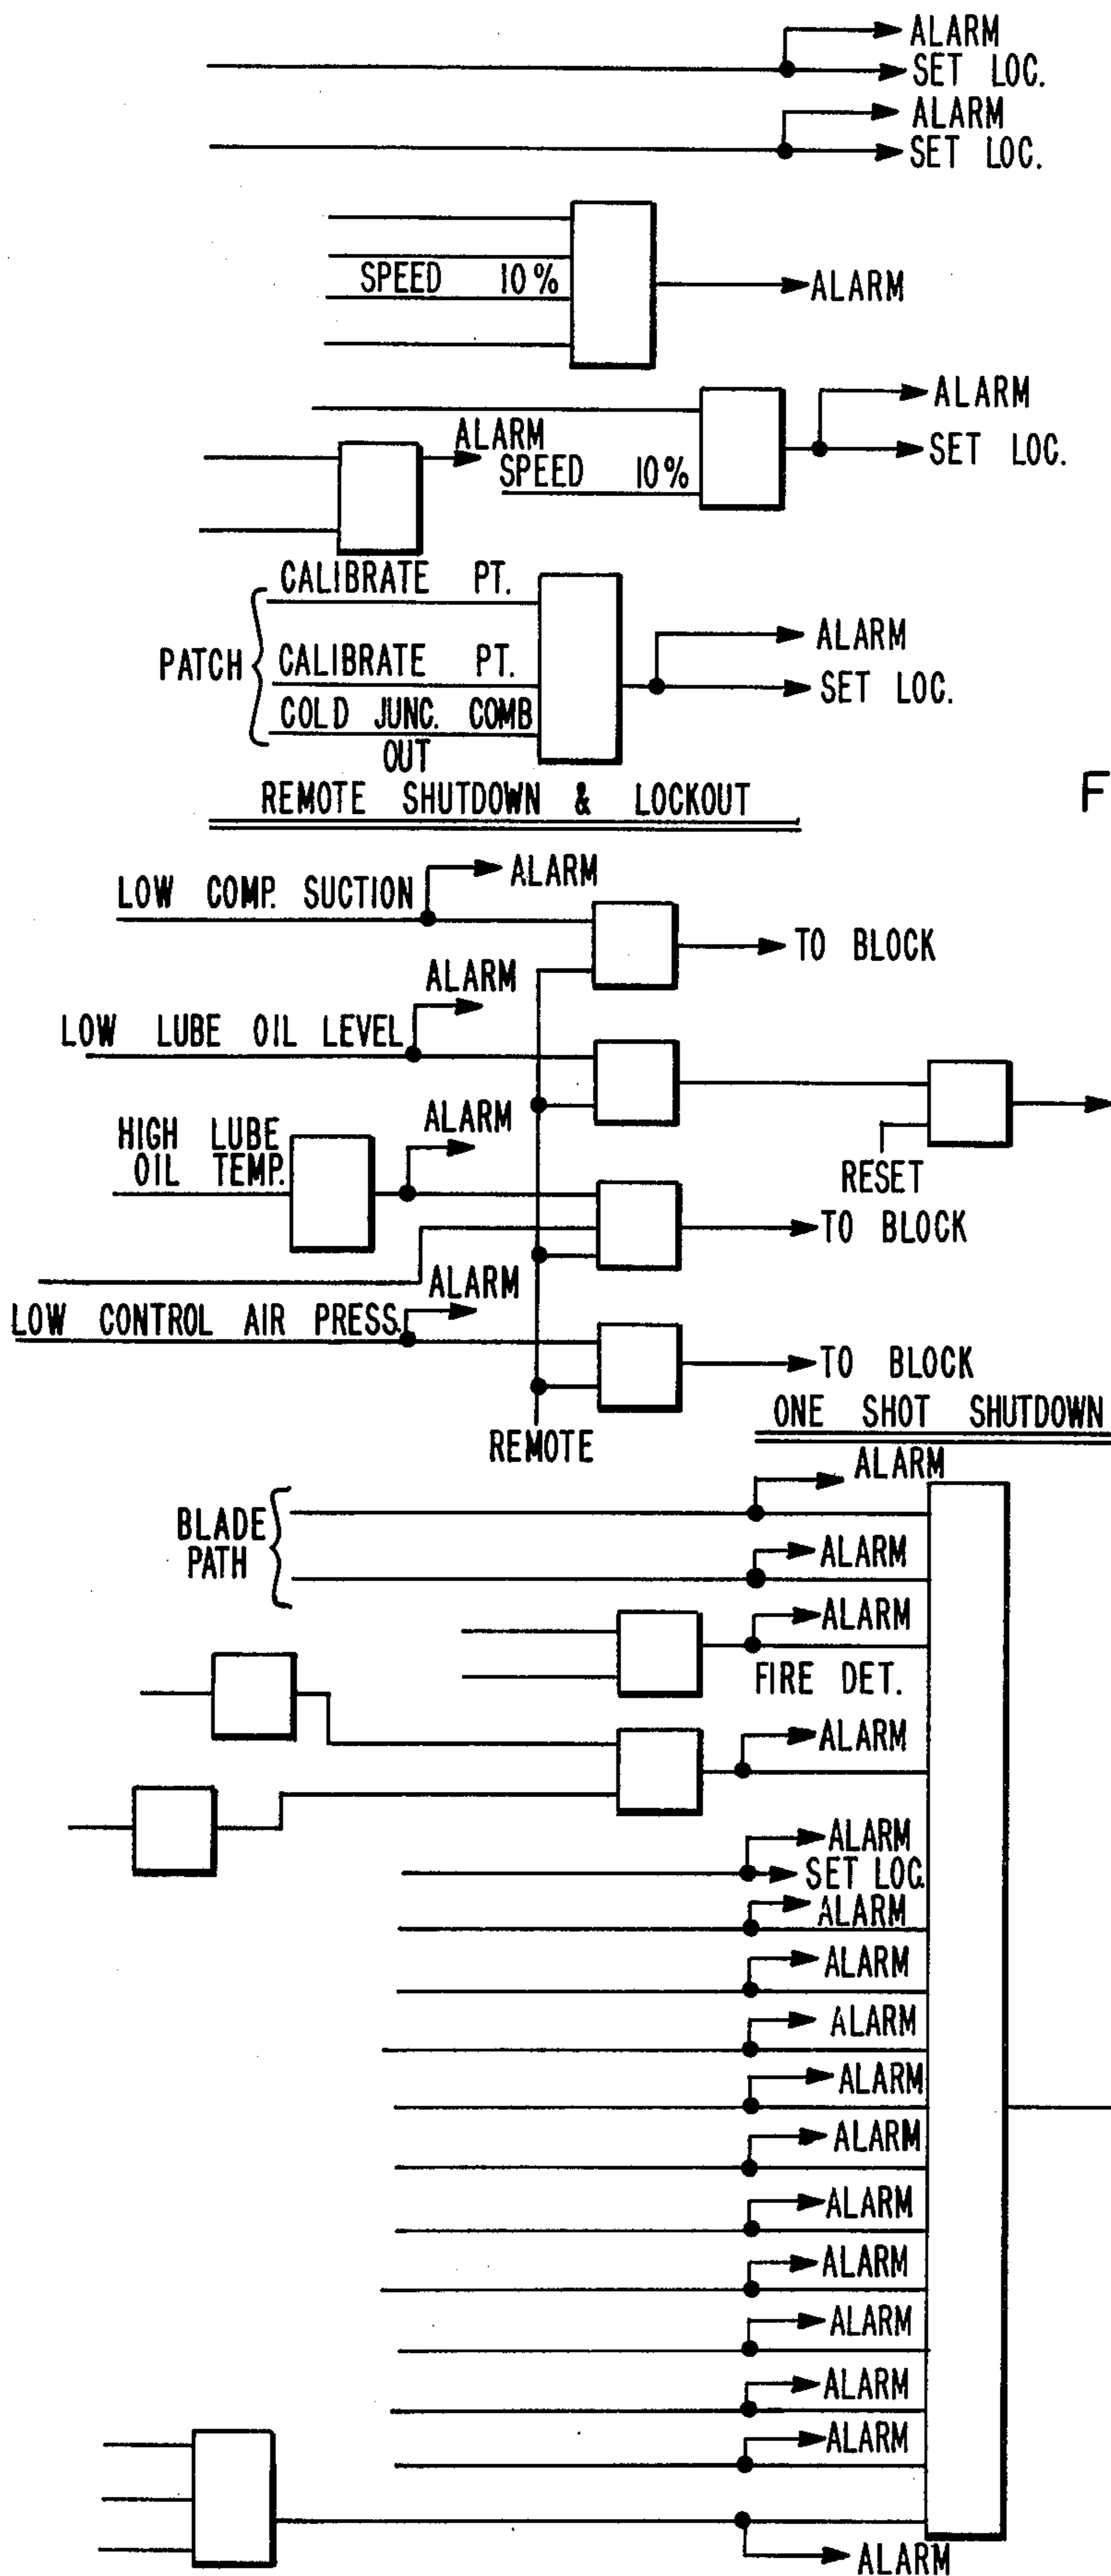 ALARM
SET LOC.
ALARM
SET LOC.
SPEED 10%
ALARM
ALARM
ALARM
SPEED 10%
SET LOC.
CALIBRATE PT.
ALARM
PATCH
CALIBRATE PT.
SET LOC.
COLD JUNC. COMB
OUT
REMOTE SHUTDOWN & LOCKOUT
F
ALARM
LOW COMP. SUCTION
TO BLOCK
ALARM
LOW LUBE OIL LEVEL
ALARM
HIGH LUBE
OIL TEMP.
RESET
TO BLOCK
ALARM
LOW CONTROL AIR PRESS.
TO BLOCK
ONE SHOT SHUTDOWN
REMOTE
ALARM
BLADE
PATH
ALARM
ALARM
FIRE DET.
ALARM
ALARM
SET LOC.
ALARM
ALARM
ALARM
ALARM
ALARM
ALARM
ALARM
ALARM
ALARM
ALARM
ALARM